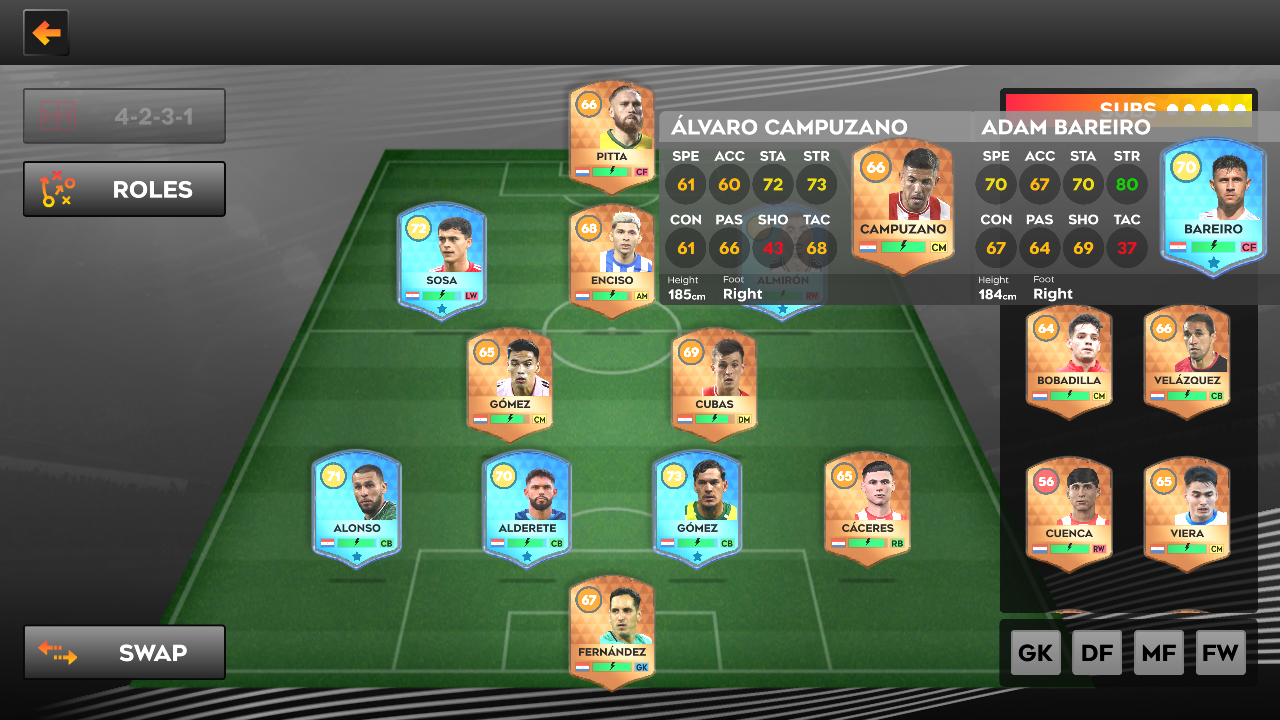 4-2-3-1
ROLES
SWAP
66
PITTA
CF
72
SOSA
LW
68
ENCISO
AM
ALMIRÓN
RW
65
GÓMEZ
CM
69
CUBAS
DM
71
ALONSO
CB
70
ALDERETE
CB
73
GÓMEZ
CB
65
CÁCERES
RB
67
FERNÁNDEZ
GK
SUBS
ÁLVARO CAMPUZANO
SPE ACC STA STR
61 60 72 73
CON PAS SHO TAC
61 66 43 68
Height Foot
185cm Right
66
CAMPUZANO
CM
ADAM BAREIRO
SPE ACC STA STR
70 67 70 80
CON PAS SHO TAC
67 64 69 37
Height Foot
184cm Right
70
BAREIRO
CF
64
BOBADILLA
CM
66
VELÁZQUEZ
CB
56
CUENCA
RW
65
VIERA
CM
GK DF MF FW